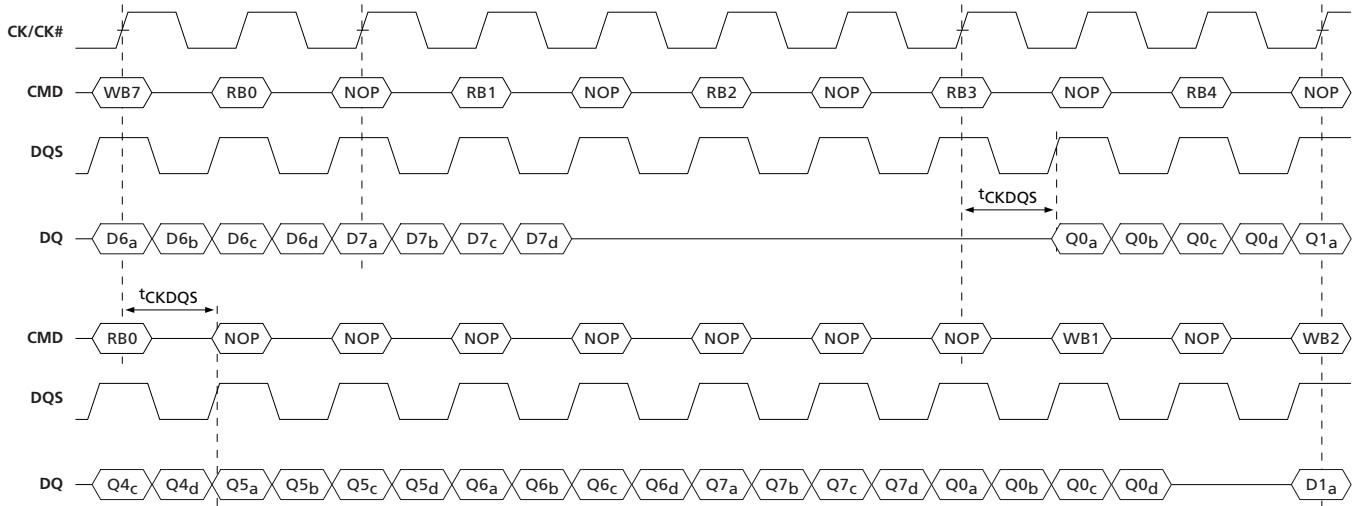 CK/CK#
CMD WB7 RB0 NOP RB1 NOP RB2 NOP RB3 NOP RB4 NOP
DQS
tCKDQS
DQ D6a D6b D6c D6d D7a D7b D7c D7d Q0a Q0b Q0c Q0d Q1a
tCKDQS
CMD RB0 NOP NOP NOP NOP NOP NOP NOP WB1 NOP WB2
DQS
DQ Q4c Q4d Q5a Q5b Q5c Q5d Q6a Q6b Q6c Q6d Q7a Q7b Q7c Q7d Q0a Q0b Q0c Q0d D1a